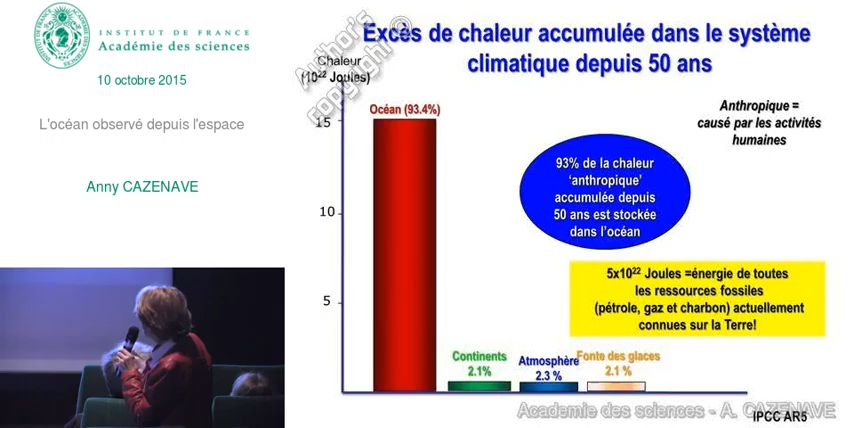 INSTITUT DE FRANCE
Académie des sciences
10 octobre 2015
L'océan observé depuis l'espace
Anny CAZENAVE
Author's
copyright ©
Excès de chaleur accumulée dans le système
climatique depuis 50 ans
Chaleur
(10²² Joules)
Océan (93.4%)
15
10
5
Anthropique =
causé par les activités
humaines
93% de la chaleur
‘anthropique’
accumulée depuis
50 ans est stockée
dans l’océan
5x10²² Joules =énergie de toutes
les ressources fossiles
(pétrole, gaz et charbon) actuellement
connues sur la Terre!
Continents
2.1%
Atmosphère
2.3 %
Fonte des glaces
2.1 %
Academie des sciences - A. CAZENAVE
IPCC AR5